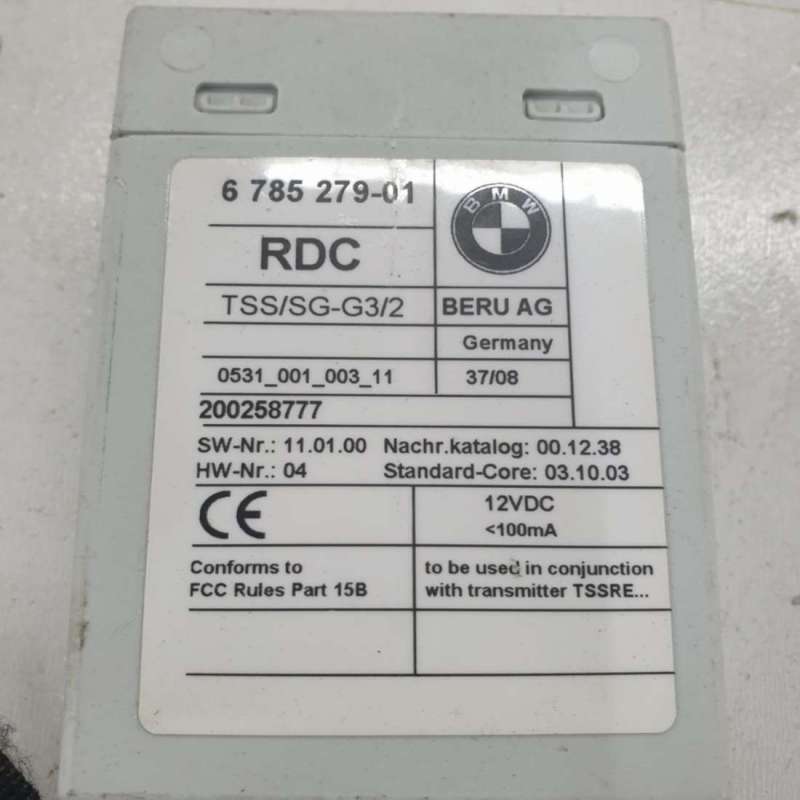 6 785 279-01
BMW
RDC
TSS/SG-G3/2
BERU AG
Germany
0531_001_003_11
37/08
200258777
SW-Nr.: 11.01.00 Nachr.katalog: 00.12.38
HW-Nr.: 04 Standard-Core: 03.10.03
CE
12VDC
<100mA
Conforms to
FCC Rules Part 15B
to be used in conjunction
with transmitter TSSRE...